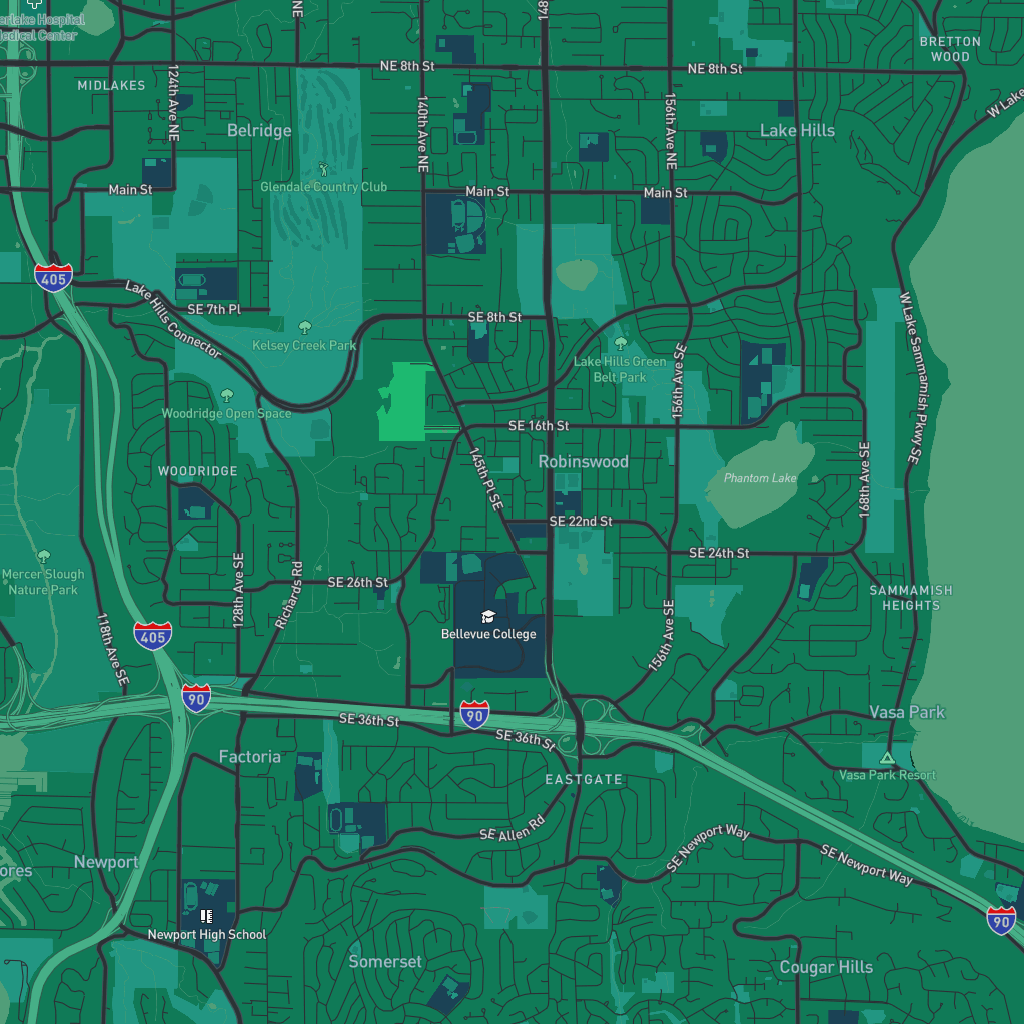 erlake Hospital
Medical Center
NE
148
BRETTON
WOOD
NE 8th St
NE 8th St
MIDLAKES
124th Ave NE
140th Ave NE
156th Ave NE
W Lake
Belridge
Lake Hills
Glendale Country Club
Main St
Main St
Main St
405
Lake Hills Connector
SE 7th Pl
SE 8th St
W Lake Sammamish Pkwy SE
Kelsey Creek Park
Lake Hills Green
Belt Park
156th Ave SE
Woodridge Open Space
SE 16th St
WOODRIDGE
145th Pl SE
Robinswood
Phantom Lake
168th Ave SE
SE 22nd St
SE 24th St
Mercer Slough
Nature Park
128th Ave SE
Richards Rd
SE 26th St
SAMMAMISH
HEIGHTS
118th Ave SE
405
Bellevue College
156th Ave SE
90
90
SE 36th St
SE 36th St
Vasa Park
Factoria
EASTGATE
Vasa Park Resort
SE Allen Rd
SE Newport Way
SE Newport Way
Newport
ores
90
Newport High School
Somerset
Cougar Hills